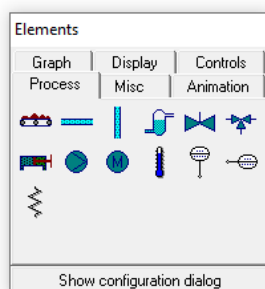 Elements
Graph Display Controls
Process Misc Animation
M
Show configuration dialog